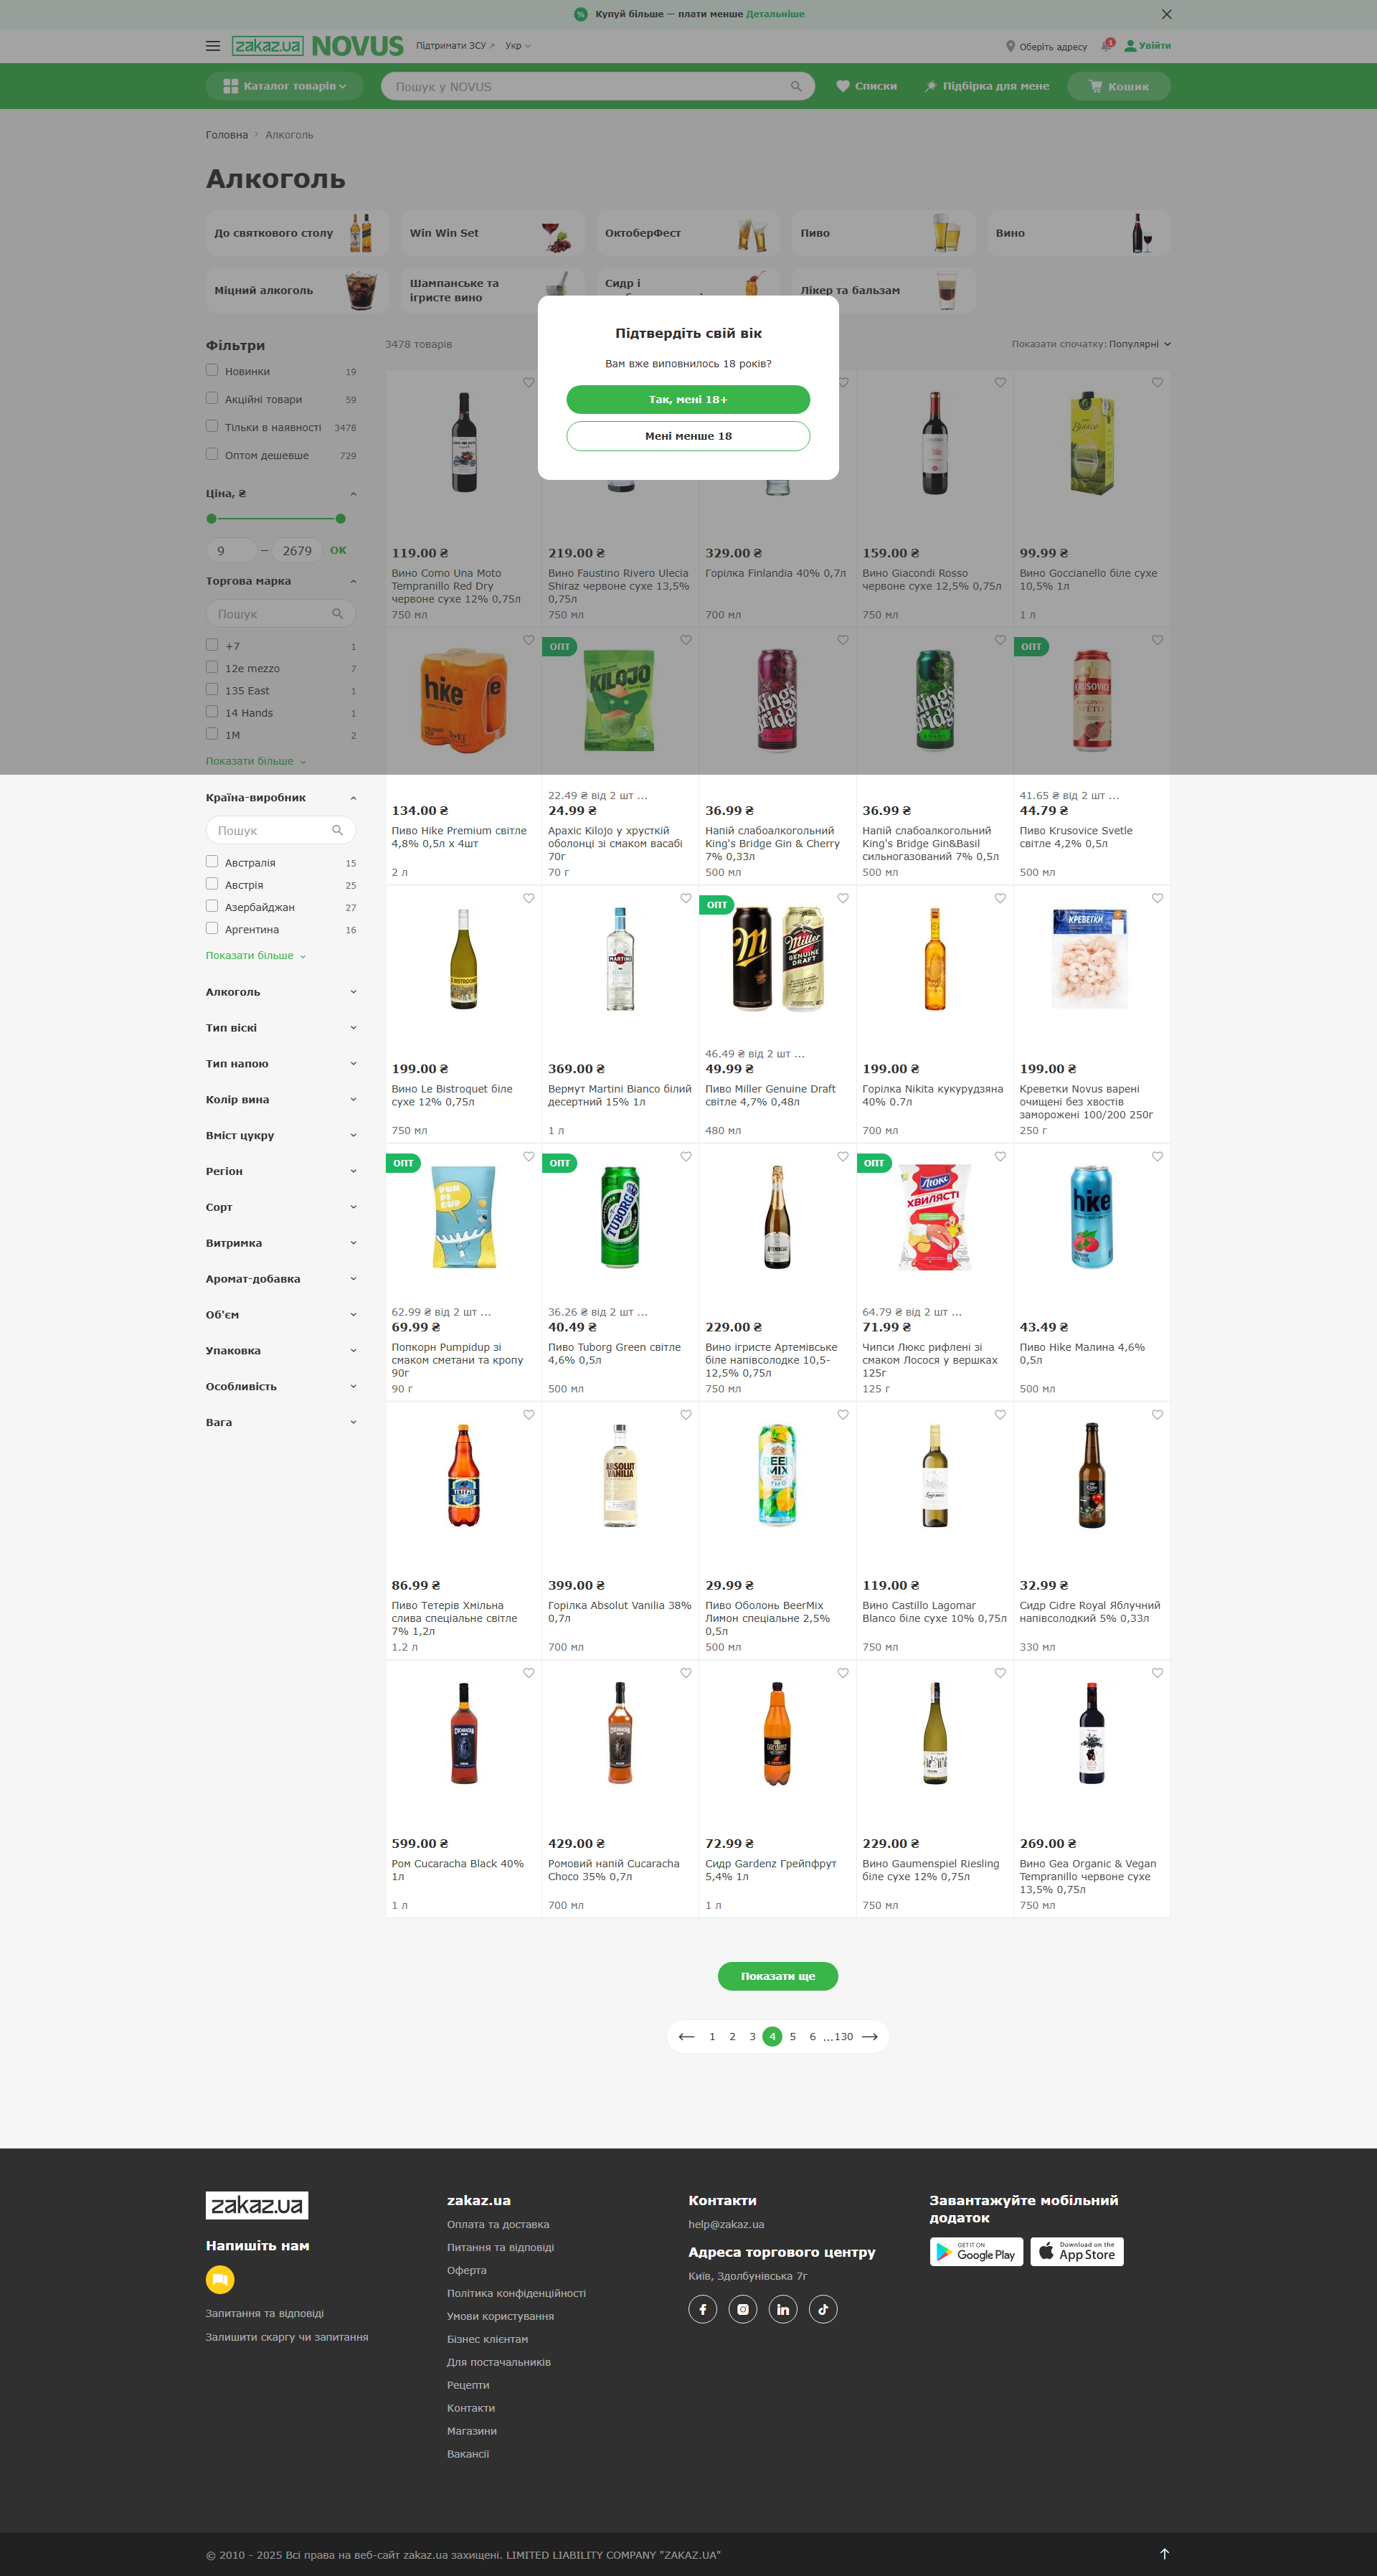 Купуй більше — плати менше Детальніше
zakaz.ua NOVUS Підтримати ЗСУ Укр Оберіть адресу 1 Увійти
Каталог товарів Пошук у NOVUS Списки Підбірка для мене Кошик
Головна Алкоголь
Алкоголь
До святкового столу Win Win Set ОктоберФест Пиво Вино
Міцний алкоголь Шампанське та Сидр і Лікер та бальзам
ігристе вино
Підтвердіть свій вік
Вам вже виповнилось 18 років?
Так, мені 18+
Мені менше 18
3478 товарів Показати спочатку: Популярні
Фільтри
Новинки 19
Акційні товари 59
Тільки в наявності 3478
Оптом дешевше 729
Ціна, ₴
9 – 2679 OK
Торгова марка
Пошук
+7 1
12e mezzo 7
135 East 1
14 Hands 1
1М 2
Показати більше
Країна-виробник
Пошук
Австралія 15
Австрія 25
Азербайджан 27
Аргентина 16
Показати більше
Алкоголь
Тип віскі
Тип напою
Колір вина
Вміст цукру
Регіон
Сорт
Витримка
Аромат-добавка
Об'єм
Упаковка
Особливість
Вага
119.00 ₴ 219.00 ₴ 329.00 ₴ 159.00 ₴ 99.99 ₴
Вино Como Una Moto Вино Faustino Rivero Ulecia Горілка Finlandia 40% 0,7л Вино Giacondi Rosso Вино Goccianello біле сухе
Tempranillo Red Dry Shiraz червоне сухе 13,5% червоне сухе 12,5% 0,75л 10,5% 1л
червоне сухе 12% 0,75л 0,75л
750 мл 750 мл 700 мл 750 мл 1 л
ОПТ ОПТ
hike KILOJO King's Bridge King's Bridge KRUŠOVICE
22.49 ₴ від 2 шт ... 41.65 ₴ від 2 шт ...
134.00 ₴ 24.99 ₴ 36.99 ₴ 36.99 ₴ 44.79 ₴
Пиво Hike Premium світле Арахіс Kilojo у хрусткій Напій слабоалкогольний Напій слабоалкогольний Пиво Krusovice Svetle
4,8% 0,5л х 4шт оболонці зі смаком васабі King's Bridge Gin & Cherry King's Bridge Gin&Basil світле 4,2% 0,5л
70г 7% 0,33л сильногазований 7% 0,5л
2 л 70 г 500 мл 500 мл 500 мл
ОПТ
MARTINI Miller GENUINE DRAFT КРЕВЕТКИ
46.49 ₴ від 2 шт ...
199.00 ₴ 369.00 ₴ 49.99 ₴ 199.00 ₴ 199.00 ₴
Вино Le Bistroquet біле Вермут Martini Bianco білий Пиво Miller Genuine Draft Горілка Nikita кукурудзяна Креветки Novus варені
сухе 12% 0,75л десертний 15% 1л світле 4,7% 0,48л 40% 0.7л очищені без хвостів
заморожені 100/200 250г
750 мл 1 л 480 мл 700 мл 250 г
ОПТ ОПТ ОПТ
PUM PI DUP TUBORG Люкс ХВИЛЯСТІ hike
62.99 ₴ від 2 шт ... 36.26 ₴ від 2 шт ... 64.79 ₴ від 2 шт ...
69.99 ₴ 40.49 ₴ 229.00 ₴ 71.99 ₴ 43.49 ₴
Попкорн Pumpidup зі Пиво Tuborg Green світле Вино ігристе Артемівське Чипси Люкс рифлені зі Пиво Hike Малина 4,6%
смаком сметани та кропу 4,6% 0,5л біле напівсолодке 10,5- смаком Лосося у вершках 0,5л
90г 12,5% 0,75л 125г
90 г 500 мл 750 мл 125 г 500 мл
ТЕТЕРІВ ABSOLUT VANILIA BEER MIX
86.99 ₴ 399.00 ₴ 29.99 ₴ 119.00 ₴ 32.99 ₴
Пиво Тетерів Хмільна Горілка Absolut Vanilia 38% Пиво Оболонь BeerMix Вино Castillo Lagomar Сидр Cidre Royal Яблучний
слива спеціальне світле 0,7л Лимон спеціальне 2,5% Blanco біле сухе 10% 0,75л напівсолодкий 5% 0,33л
7% 1,2л 0,5л
1.2 л 700 мл 500 мл 750 мл 330 мл
CUCARACHA CUCARACHA Gardenz
599.00 ₴ 429.00 ₴ 72.99 ₴ 229.00 ₴ 269.00 ₴
Ром Cucaracha Black 40% Ромовий напій Cucaracha Сидр Gardenz Грейпфрут Вино Gaumenspiel Riesling Вино Gea Organic & Vegan
1л Choco 35% 0,7л 5,4% 1л біле сухе 12% 0,75л Tempranillo червоне сухе
13,5% 0,75л
1 л 700 мл 1 л 750 мл 750 мл
Показати ще
1 2 3 4 5 6 ...130
zakaz.ua
Напишіть нам
Запитання та відповіді
Залишити скаргу чи запитання
zakaz.ua
Оплата та доставка
Питання та відповіді
Оферта
Політика конфіденційності
Умови користування
Бізнес клієнтам
Для постачальників
Рецепти
Контакти
Магазини
Вакансії
Контакти
help@zakaz.ua
Адреса торгового центру
Київ, Здолбунівська 7г
Завантажуйте мобільний
додаток
GET IT ON Google Play Download on the App Store
© 2010 - 2025 Всі права на веб-сайт zakaz.ua захищені. LIMITED LIABILITY COMPANY "ZAKAZ.UA"